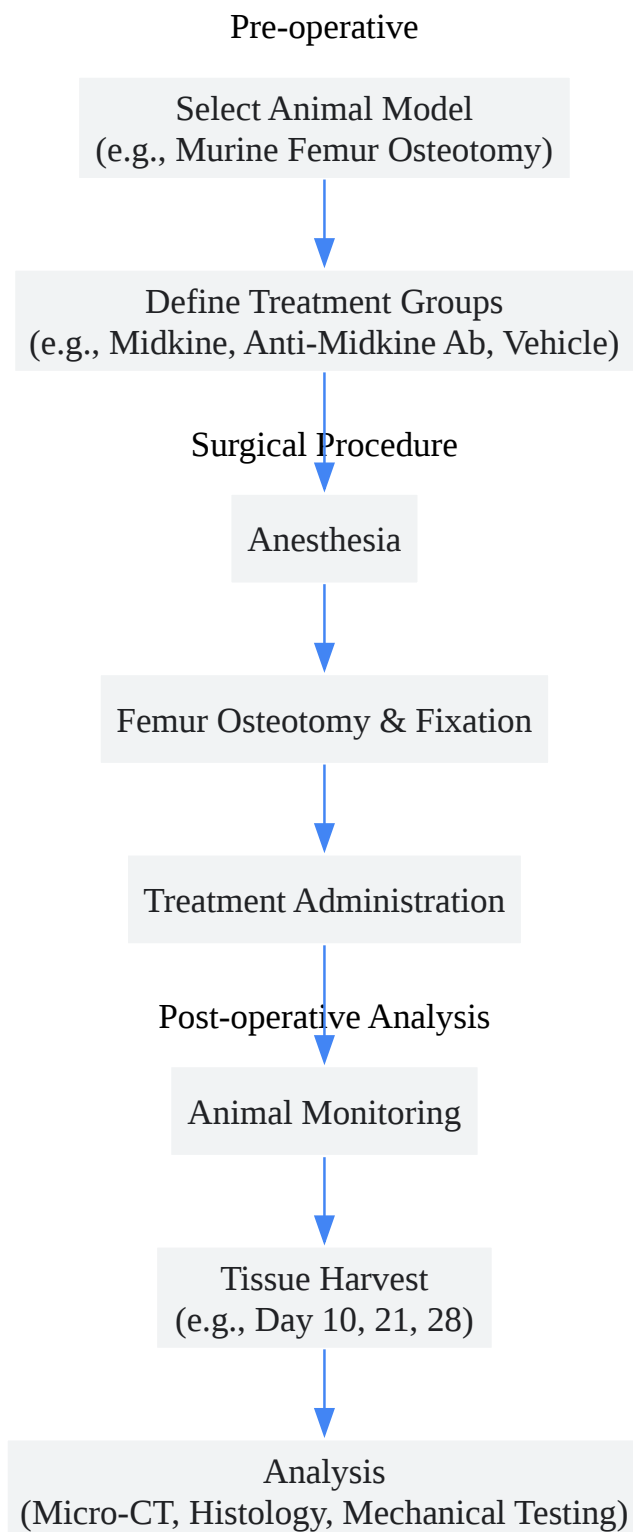 Pre-operative
Select Animal Model
(e.g., Murine Femur Osteotomy)
Define Treatment Groups
(e.g., Midkine, Anti-Midkine Ab, Vehicle)
Surgical Procedure
Anesthesia
Femur Osteotomy & Fixation
Treatment Administration
Post-operative Analysis
Animal Monitoring
Tissue Harvest
(e.g., Day 10, 21, 28)
Analysis
(Micro-CT, Histology, Mechanical Testing)